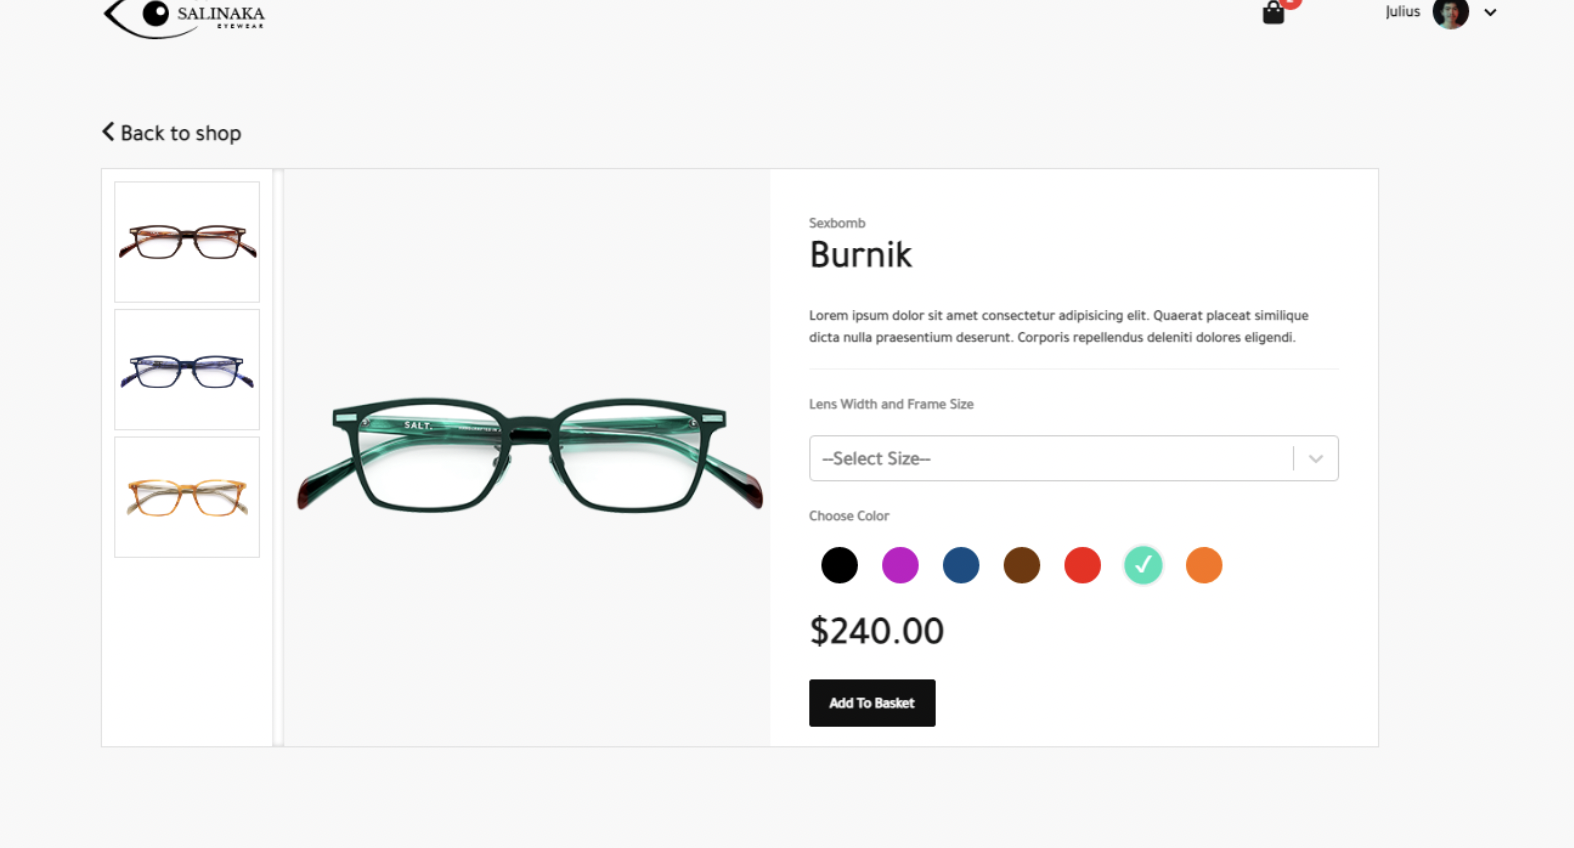 SALINAKA
EYEWEAR
Julius
Back to shop
Sexbomb
Burnik
Lorem ipsum dolor sit amet consectetur adipisicing elit. Quaerat placeat similique
dicta nulla praesentium deserunt. Corporis repellendus deleniti dolores eligendi.
Lens Width and Frame Size
--Select Size--
SALT.
Choose Color
$240.00
Add To Basket